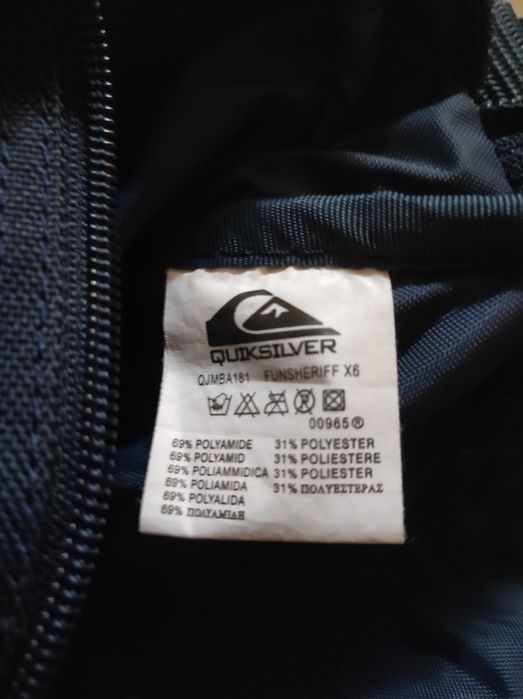 QUIKSILVER
QJMBA181 FUNSHERIFF X6
00965®
69% POLYAMIDE 31% POLYESTER
69% POLYAMID 31% POLIESTERE
69% POLIAMMIDICA 31% POLIESTER
69% POLIAMIDA 31% ΠΟΛΥΕΣΤΕΡΑΣ
69% POLYALIDA
69% ΠΟΛΥΑΜΙΔΗ